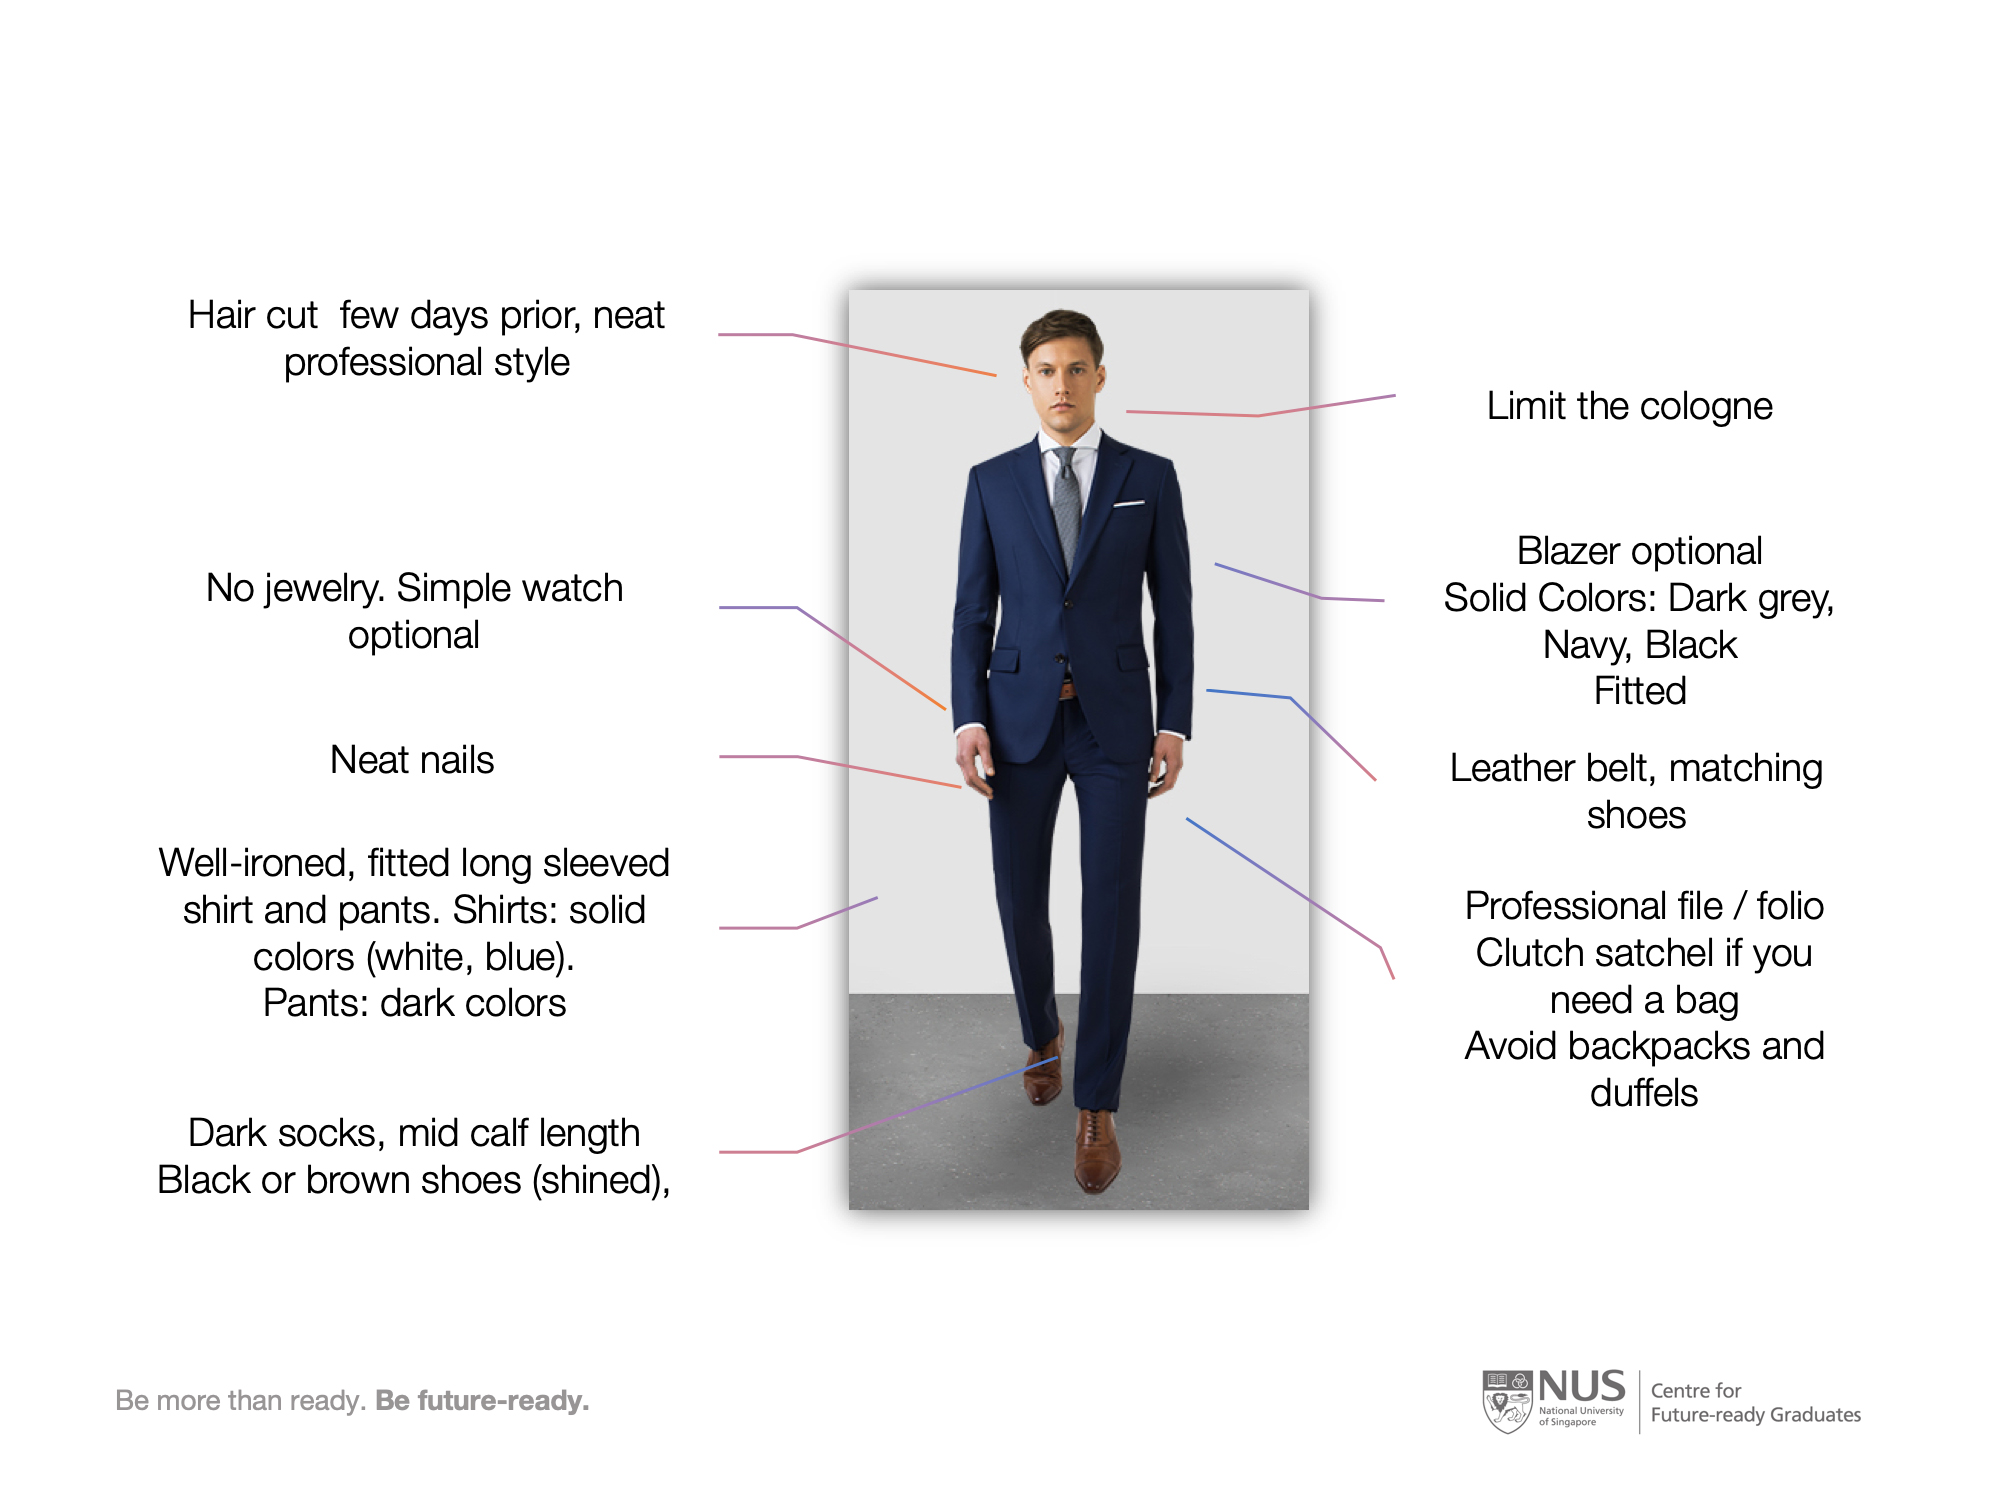 Hair cut  few days prior, neat
professional style
No jewelry. Simple watch
optional
Neat nails
Well-ironed, fitted long sleeved
shirt and pants. Shirts: solid
colors (white, blue).
Pants: dark colors
Dark socks, mid calf length
Black or brown shoes (shined),
Limit the cologne
Blazer optional
Solid Colors: Dark grey,
Navy, Black
Fitted
Leather belt, matching
shoes
Professional file / folio
Clutch satchel if you
need a bag
Avoid backpacks and
duffels
Be more than ready. Be future-ready.
NUS
National University
of Singapore
Centre for
Future-ready Graduates